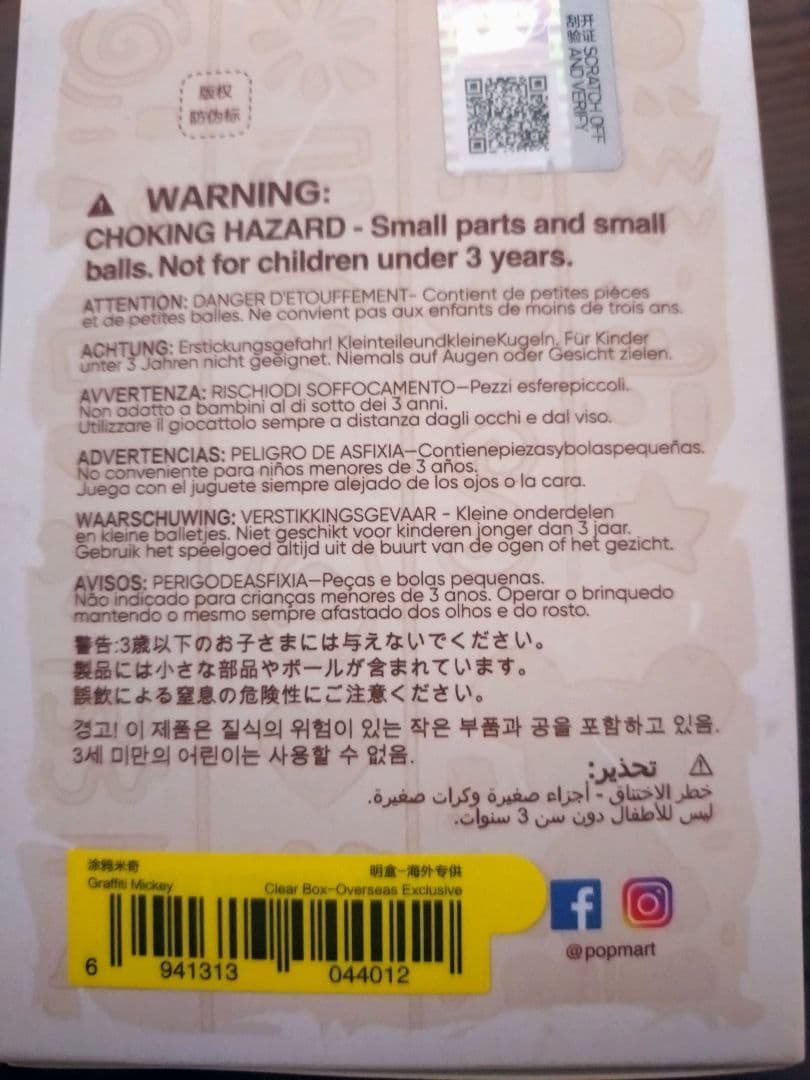 开证 SCRATCH OFF
刮验 AND VERIFY
版权
防伪标
WARNING:
CHOKING HAZARD - Small parts and small
balls. Not for children under 3 years.
ATTENTION: DANGER D'ETOUFFEMENT- Contient de petites pièces
et de petites balles. Ne convient pas aux enfants de moins de trois ans.
ACHTUNG: Erstickungsgefahr! KleinteileundkleineKugeln. Für Kinder
unter 3 Jahren nicht geeignet. Niemals auf Augen oder Gesicht zielen.
AVVERTENZA: RISCHIODI SOFFOCAMENTO—Pezzi esferepiccoli.
Non adatto a bambini al di sotto dei 3 anni.
Utilizzare il giocattolo sempre a distanza dagli occhi e dal viso.
ADVERTENCIAS: PELIGRO DE ASFIXIA—Contienepiezasybolaspequeñas.
No conveniente para niños menores de 3 años.
Juega con el juguete siempre alejado de los ojos o la cara.
WAARSCHUWING: VERSTIKKINGSGEVAAR - Kleine onderdelen
en kleine balletjes. Niet geschikt voor kinderen jonger dan 3 jaar.
Gebruik het speelgoed altijd uit de buurt van de ogen of het gezicht.
AVISOS: PERIGODEASFIXIA—Peças e bolas pequenas.
Não indicado para crianças menores de 3 anos. Operar o brinquedo
mantendo o mesmo sempre afastado dos olhos e do rosto.
警告:3歳以下のお子さまには与えないでください。
製品には小さな部品やボールが含まれています。
誤飲による窒息の危険性にご注意ください。
경고! 이 제품은 질식의 위험이 있는 작은 부품과 공을 포함하고 있음.
3세 미만의 어린이는 사용할 수 없음.
تحذير:
خطر الاختناق - أجزاء صغيرة وكرات صغيرة.
ليس للأطفال دون سن 3 سنوات.
涂鸦米奇 明盒-海外专供
Graffiti Mickey Clear Box-Overseas Exclusive
6 941313 044012
@popmart